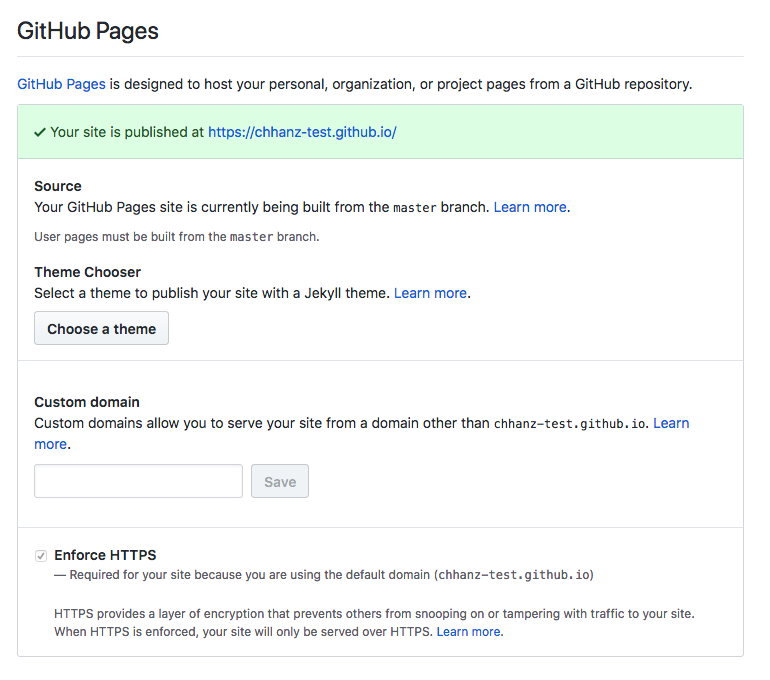 GitHub Pages
GitHub Pages is designed to host your personal, organization, or project pages from a GitHub repository.
Your site is published at https://chhanz-test.github.io/
Source
Your GitHub Pages site is currently being built from the master branch. Learn more.
User pages must be built from the master branch.
Theme Chooser
Select a theme to publish your site with a Jekyll theme. Learn more.
Choose a theme
Custom domain
Custom domains allow you to serve your site from a domain other than chhanz-test.github.io. Learn
more.
Save
Enforce HTTPS
— Required for your site because you are using the default domain (chhanz-test.github.io)
HTTPS provides a layer of encryption that prevents others from snooping on or tampering with traffic to your site.
When HTTPS is enforced, your site will only be served over HTTPS. Learn more.